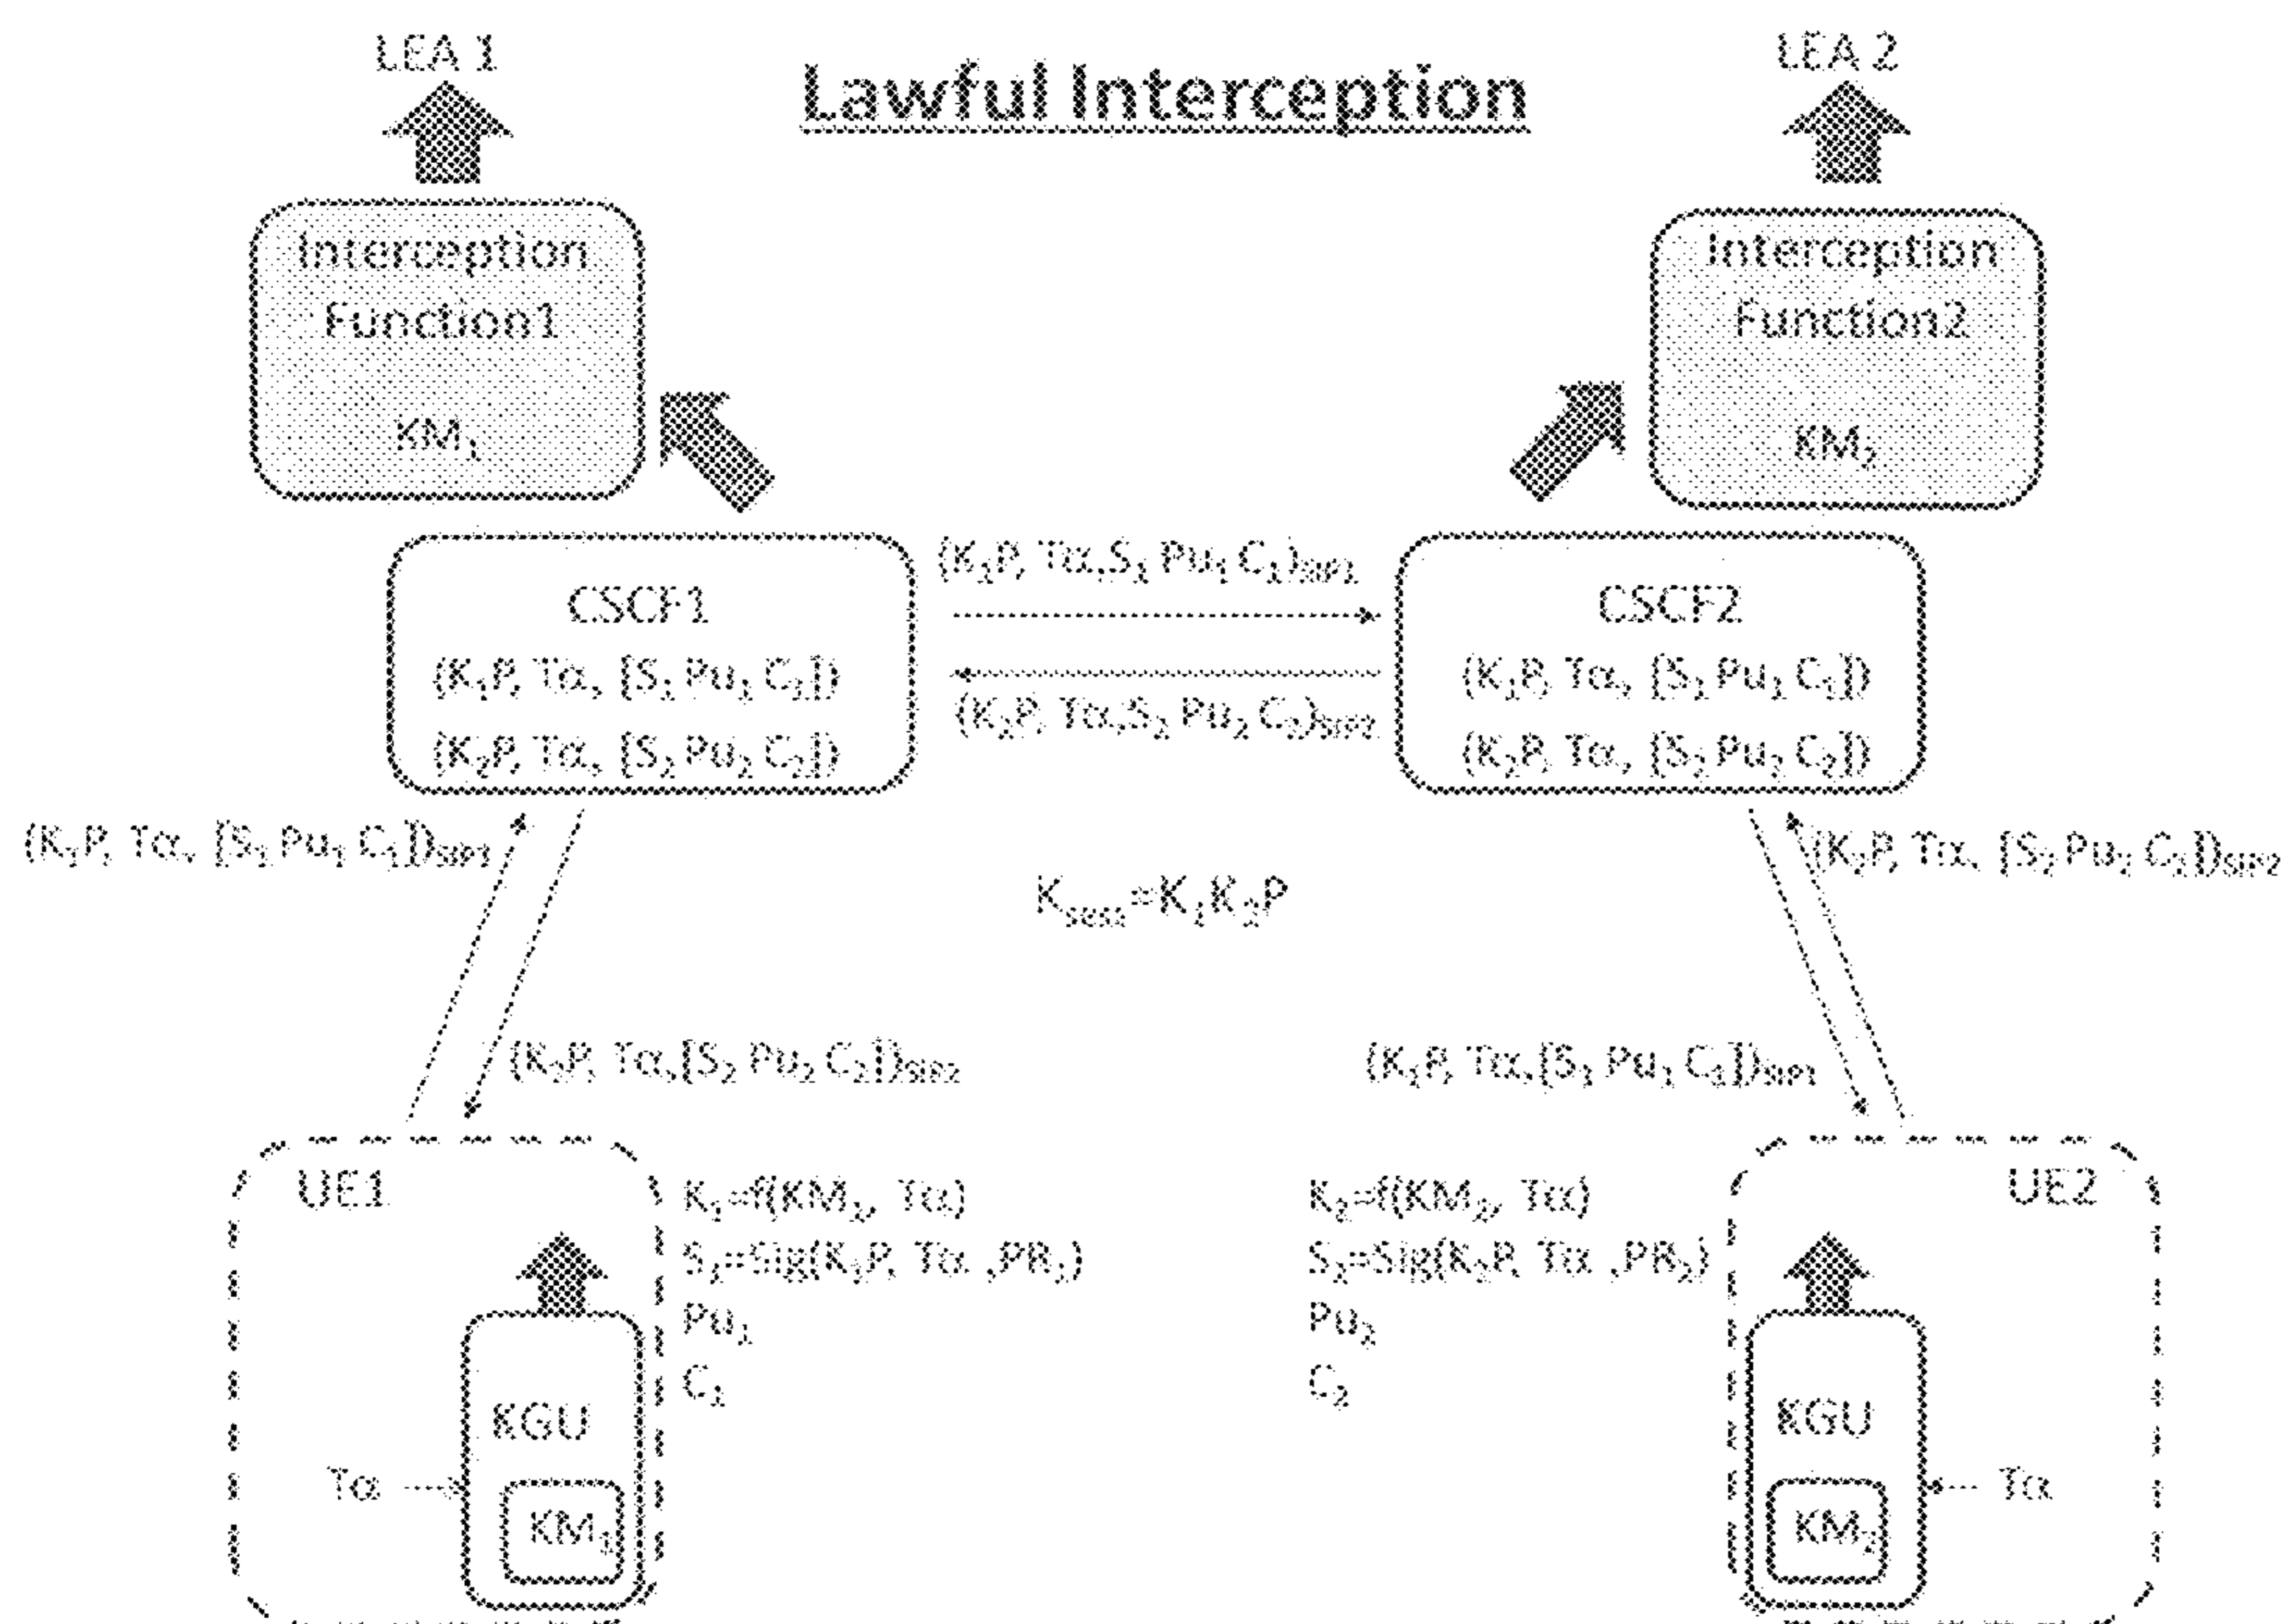 LEA 1
Lawful Interception
LEA 2
Interception
Function1
KM₁
Interception
Function2
KM₂
CSCF1
(K₁P, Tα, [S₁ Pu₁ C₁])
(K₂P, Tα, [S₂ Pu₂ C₂])
(K₁P, Tα,S₁ Pu₁ C₁)SIP1
(K₂P, Tα,S₂ Pu₂ C₂)SIP2
CSCF2
(K₁P, Tα, [S₁ Pu₁ C₁])
(K₂P, Tα, [S₂ Pu₂ C₂])
(K₁P, Tα, [S₁ Pu₁ C₁])SIP1
Ksess=K₁K₂P
(K₂P, Tα, [S₂ Pu₂ C₂])SIP2
(K₂P, Tα,[S₂ Pu₂ C₂])SIP2
(K₁P, Tα,[S₁ Pu₁ C₁])SIP1
UE1
K₁=f(KM₁, Tα)
S₁=Sig(K₁P, Tα ,PR₁)
Pu₁
C₁
KGU
Tα
KM₁
K₂=f(KM₂, Tα)
S₂=Sig(K₂P, Tα ,PR₂)
Pu₂
C₂
UE2
KGU
Tα
KM₂